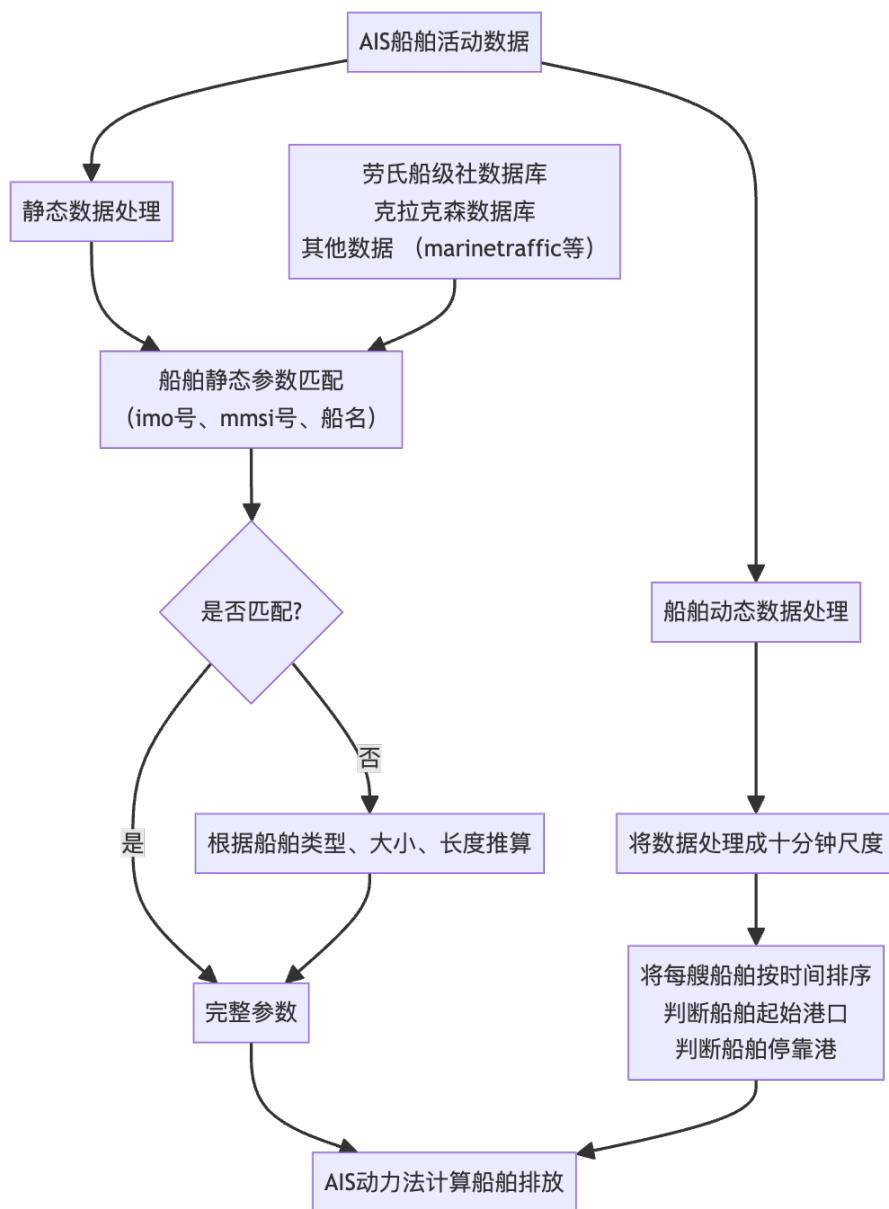 AIS船舶活动数据
静态数据处理
劳氏船级社数据库
克拉克森数据库
其他数据 （marinetraffic等）
船舶静态参数匹配
（imo号、mmsi号、船名）
是否匹配?
船舶动态数据处理
否
是
根据船舶类型、大小、长度推算
将数据处理成十分钟尺度
完整参数
将每艘船舶按时间排序
判断船舶起始港口
判断船舶停靠港
AIS动力法计算船舶排放